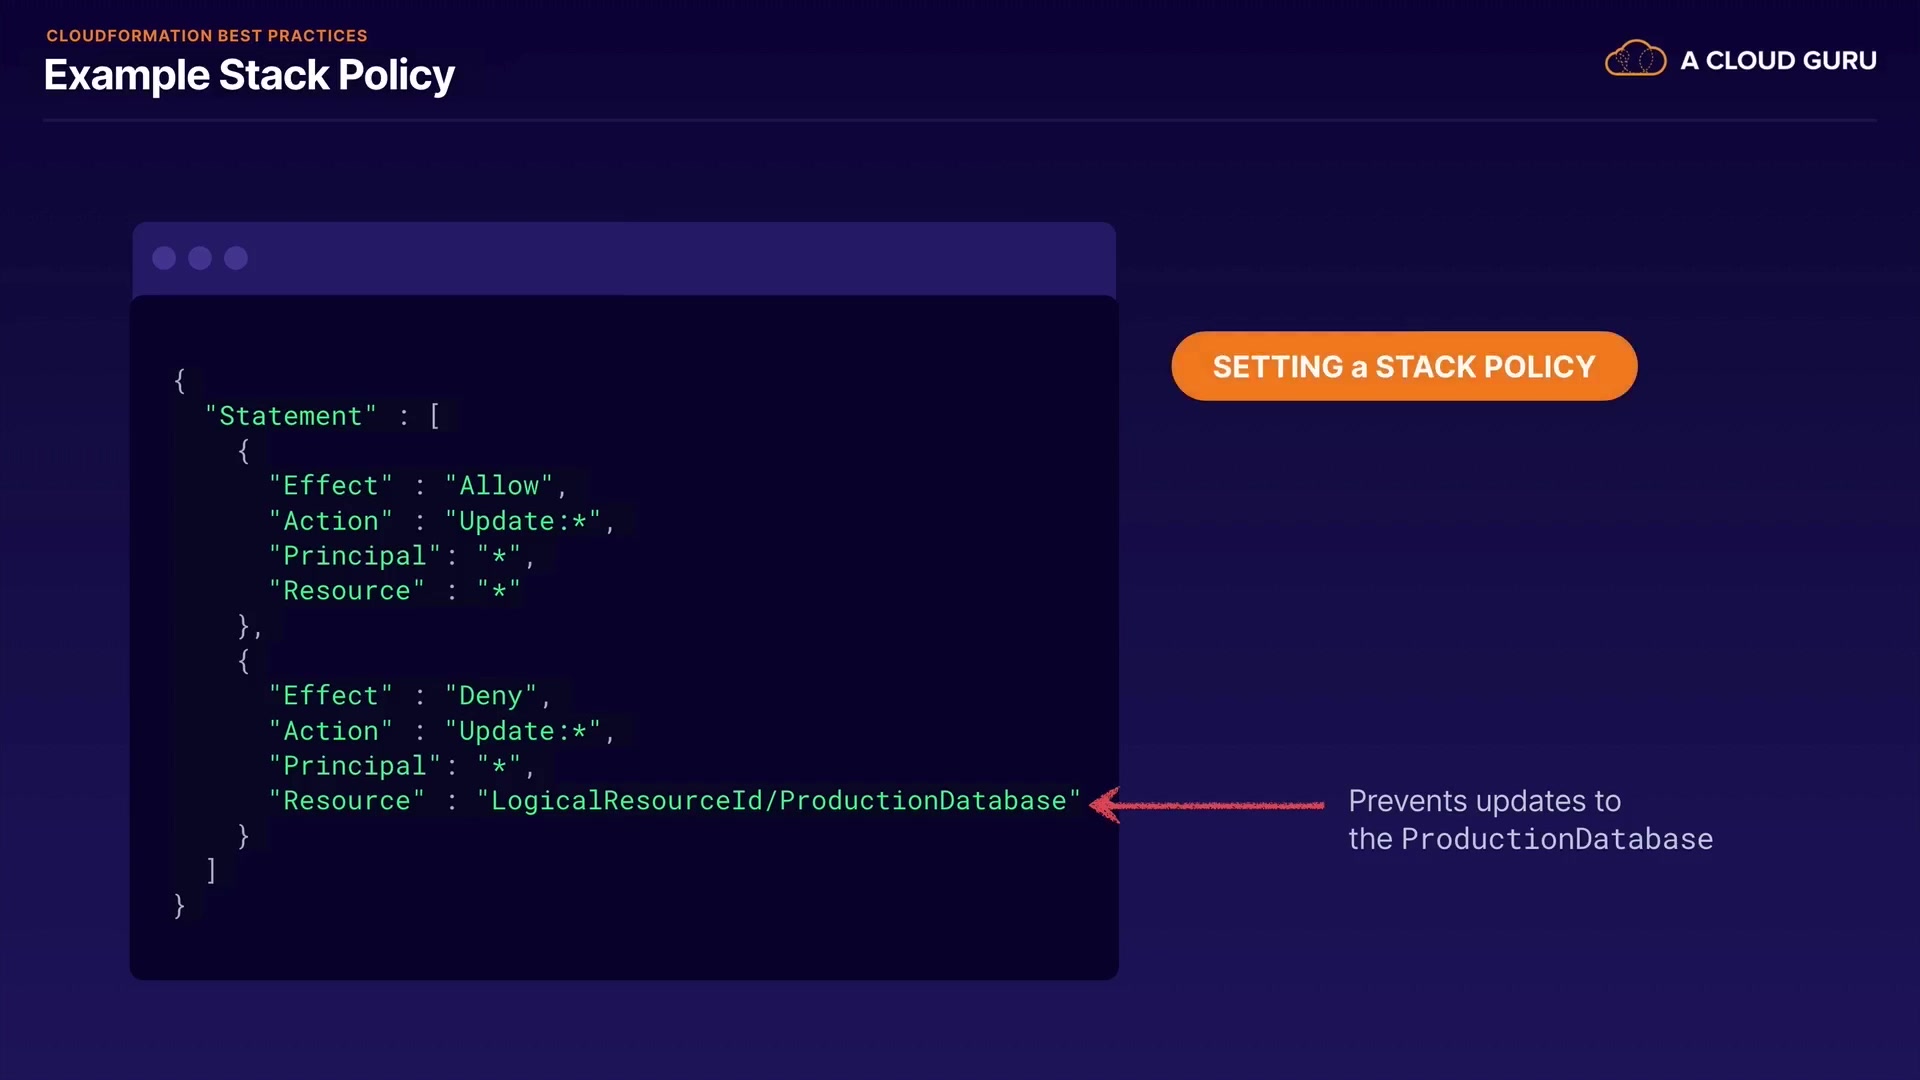 CLOUDFORMATION BEST PRACTICES
Example Stack Policy
A CLOUD GURU
SETTING a STACK POLICY
{
"Statement" : [
{
"Effect" : "Allow",
"Action" : "Update:*",
"Principal": "*",
"Resource" : "*"
},
{
"Effect" : "Deny",
"Action" : "Update:*",
"Principal": "*",
"Resource" : "LogicalResourceId/ProductionDatabase"
}
]
}
Prevents updates to
the ProductionDatabase